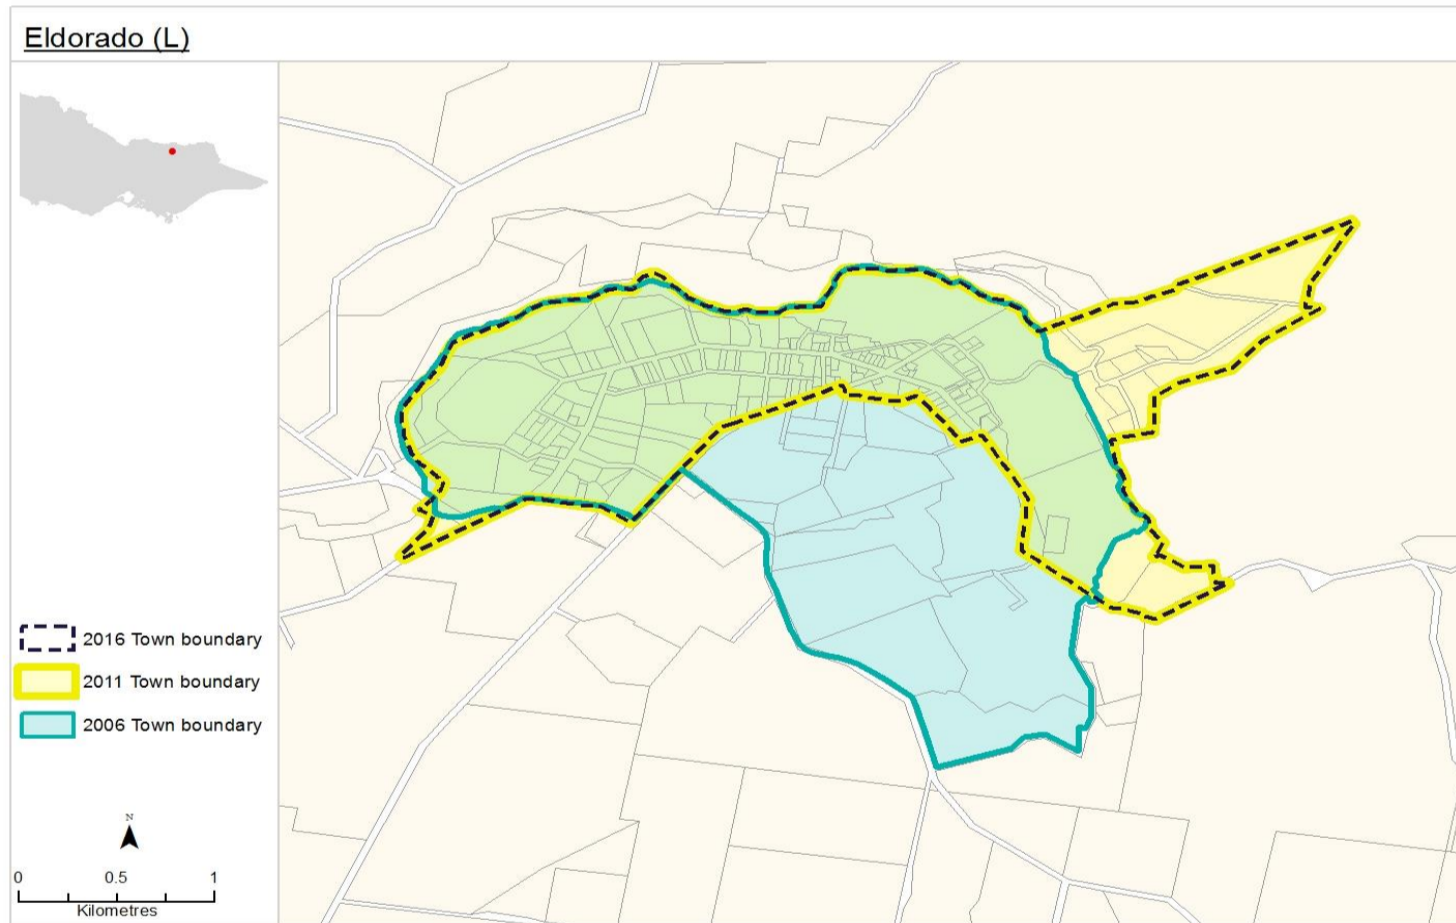 Eldorado (L)
2016 Town boundary
2011 Town boundary
2006 Town boundary
N
0 0.5 1
Kilometres